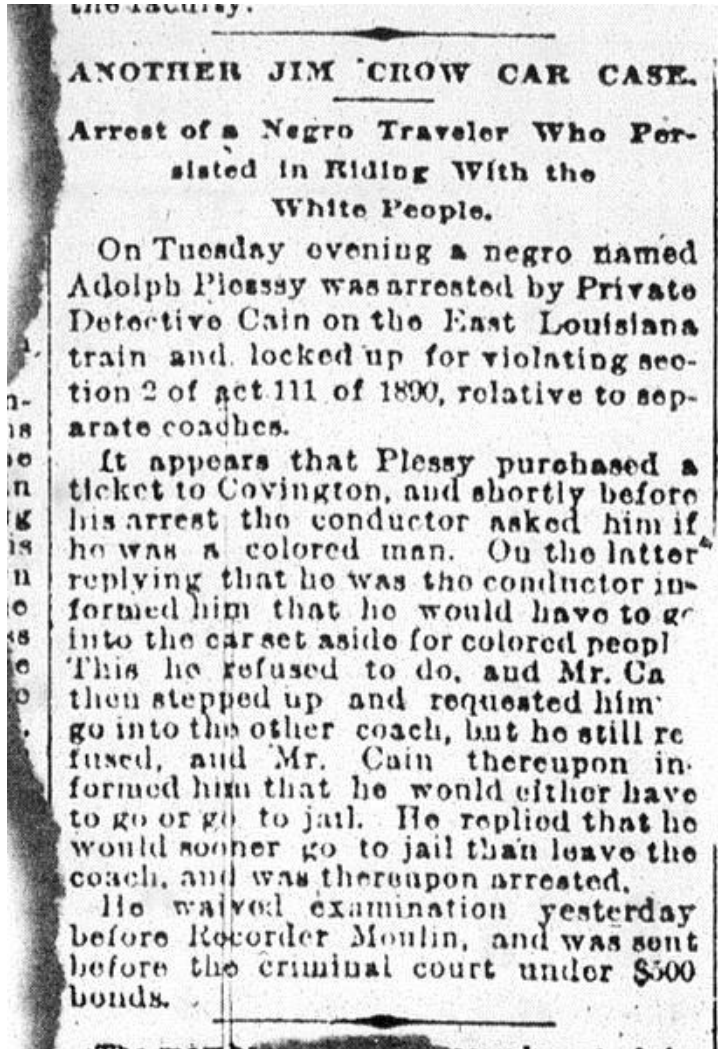 the faculty.
ANOTHER JIM CROW CAR CASE.
Arrest of a Negro Traveler Who Per-
sisted in Riding With the
White People.
On Tuesday evening a negro named
Adolph Plesssy was arrested by Private
Detective Cain on the East Louisiana
train and locked up for violating sec-
tion 2 of act 111 of 1890, relative to sep-
arate coaches.
It appears that Plessy purchased a
ticket to Covington, and shortly before
his arrest the conductor asked him if
he was a colored man. On the latter
replying that he was the conductor in-
formed him that he would have to go
into the car set aside for colored peopl
This he refused to do, and Mr. Ca
then stepped up and requested him
go into the other coach, but he still re
fused, and Mr. Cain thereupon in-
formed him that he would either have
to go or go to jail. He replied that he
would sooner go to jail than leave the
coach, and was thereupon arrested.
He waived examination yesterday
before Recorder Moulin, and was sent
before the criminal court under $500
bonds.